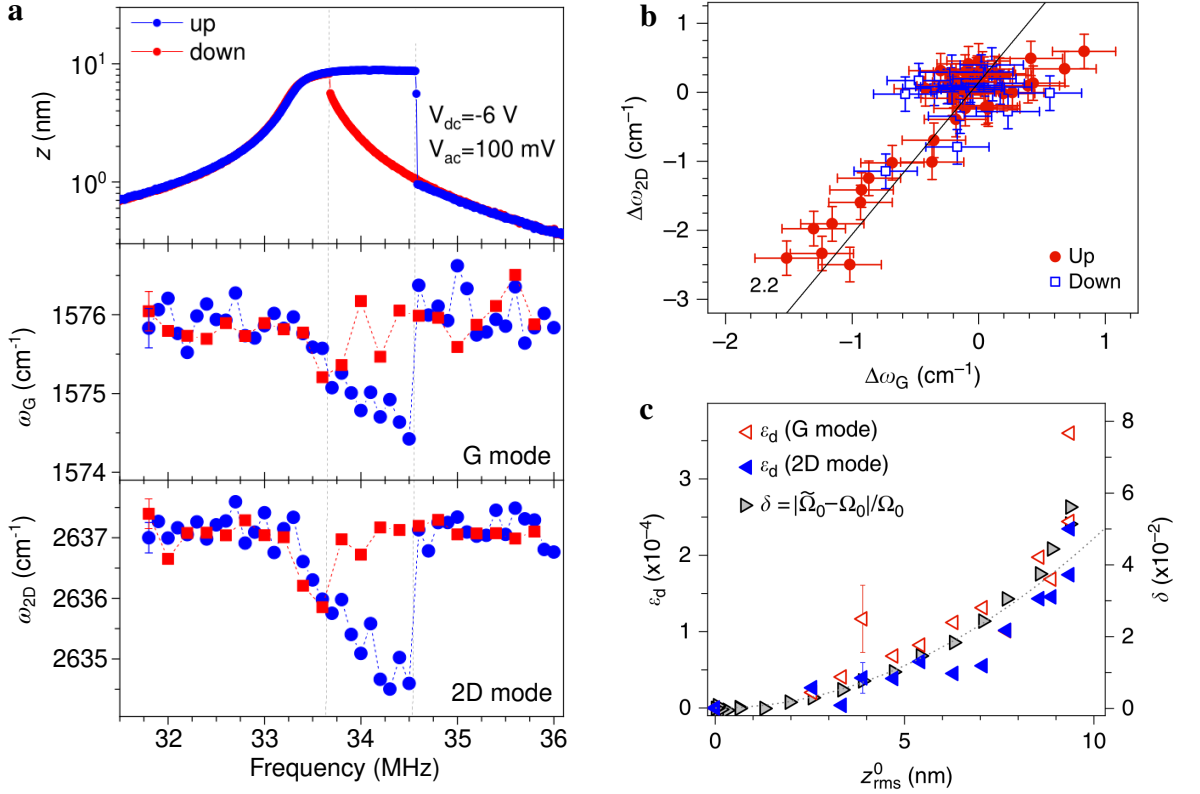 a
up
down
10¹
10⁰
z (nm)
V_dc=-6 V
V_ac=100 mV
1576
1575
1574
ω_G (cm⁻¹)
G mode
2637
2636
2635
ω_2D (cm⁻¹)
2D mode
32 33 34 35 36
Frequency (MHz)
b
1
0
−1
−2
−3
Δω_2D (cm⁻¹)
2.2
Up
Down
−2 −1 0 1
Δω_G (cm⁻¹)
c
ε_d (G mode)
ε_d (2D mode)
δ = |Ω̃₀−Ω₀|/Ω₀
3
2
1
0
ε_d (x10⁻⁴)
8
6
4
2
0
δ (x10⁻²)
0 5 10
z⁰_rms (nm)